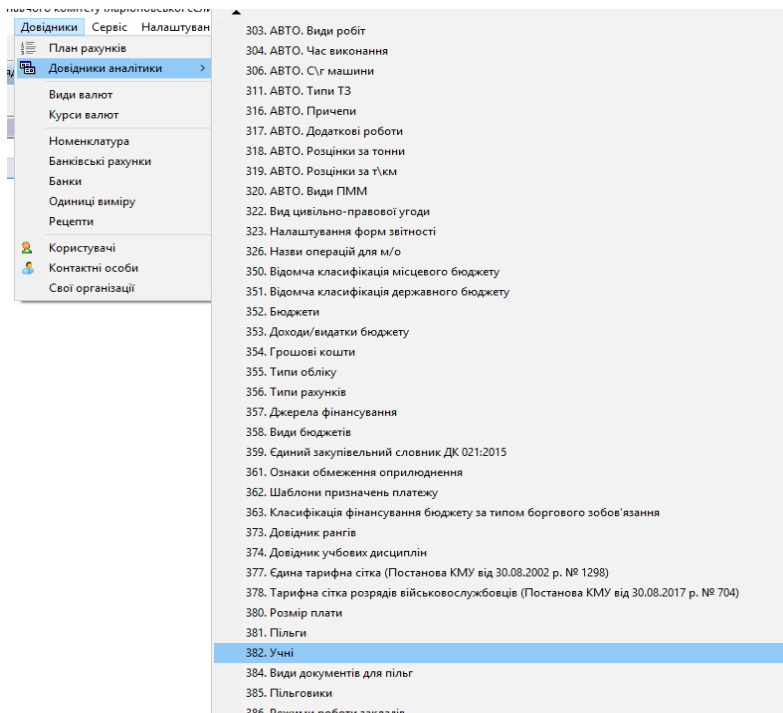 Довідники Сервіс
План рахунків
Довідники аналітики
Види валют
Курси валют
Номенклатура
Банківські рахунки
Банки
Одиниці виміру
Рецепти
Користувачі
Контактні особи
Свої організації
303. АВТО. Види робіт
304. АВТО. Час виконання
306. АВТО. С\г машини
311. АВТО. Типи ТЗ
316. АВТО. Причепи
317. АВТО. Додаткові роботи
318. АВТО. Розцінки за тонни
319. АВТО. Розцінки за т\км
320. АВТО. Види ПММ
322. Вид цивільно-правової угоди
323. Налаштування форм звітності
326. Назви операцій для м/о
350. Відомча класифікація місцевого бюджету
351. Відомча класифікація державного бюджету
352. Бюджети
353. Доходи/видатки бюджету
354. Грошові кошти
355. Типи обліку
356. Типи рахунків
357. Джерела фінансування
358. Види бюджетів
359. Єдиний закупівельний словник ДК 021:2015
361. Ознаки обмеження оприлюднення
362. Шаблони призначень платежу
363. Класифікація фінансування бюджету за типом боргового зобов'язання
373. Довідник рангів
374. Довідник учбових дисциплін
377. Єдина тарифна сітка (Постанова КМУ від 30.08.2002 р. № 1298)
378. Тарифна сітка розрядів військовослужбовців (Постанова КМУ від 30.08.2017 р. № 704)
380. Розмір плати
381. Пільги
382. Учні
384. Види документів для пільг
385. Пільговики
386. Режими роботи закладів